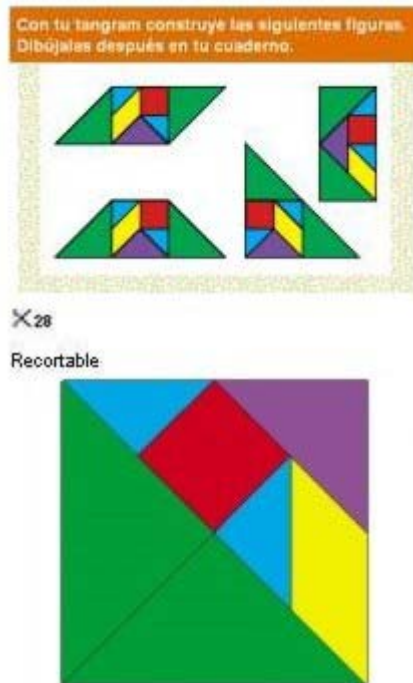 Con tu tangram construye las siguientes figuras.
Dibújalas después en tu cuaderno.
28
Recortable